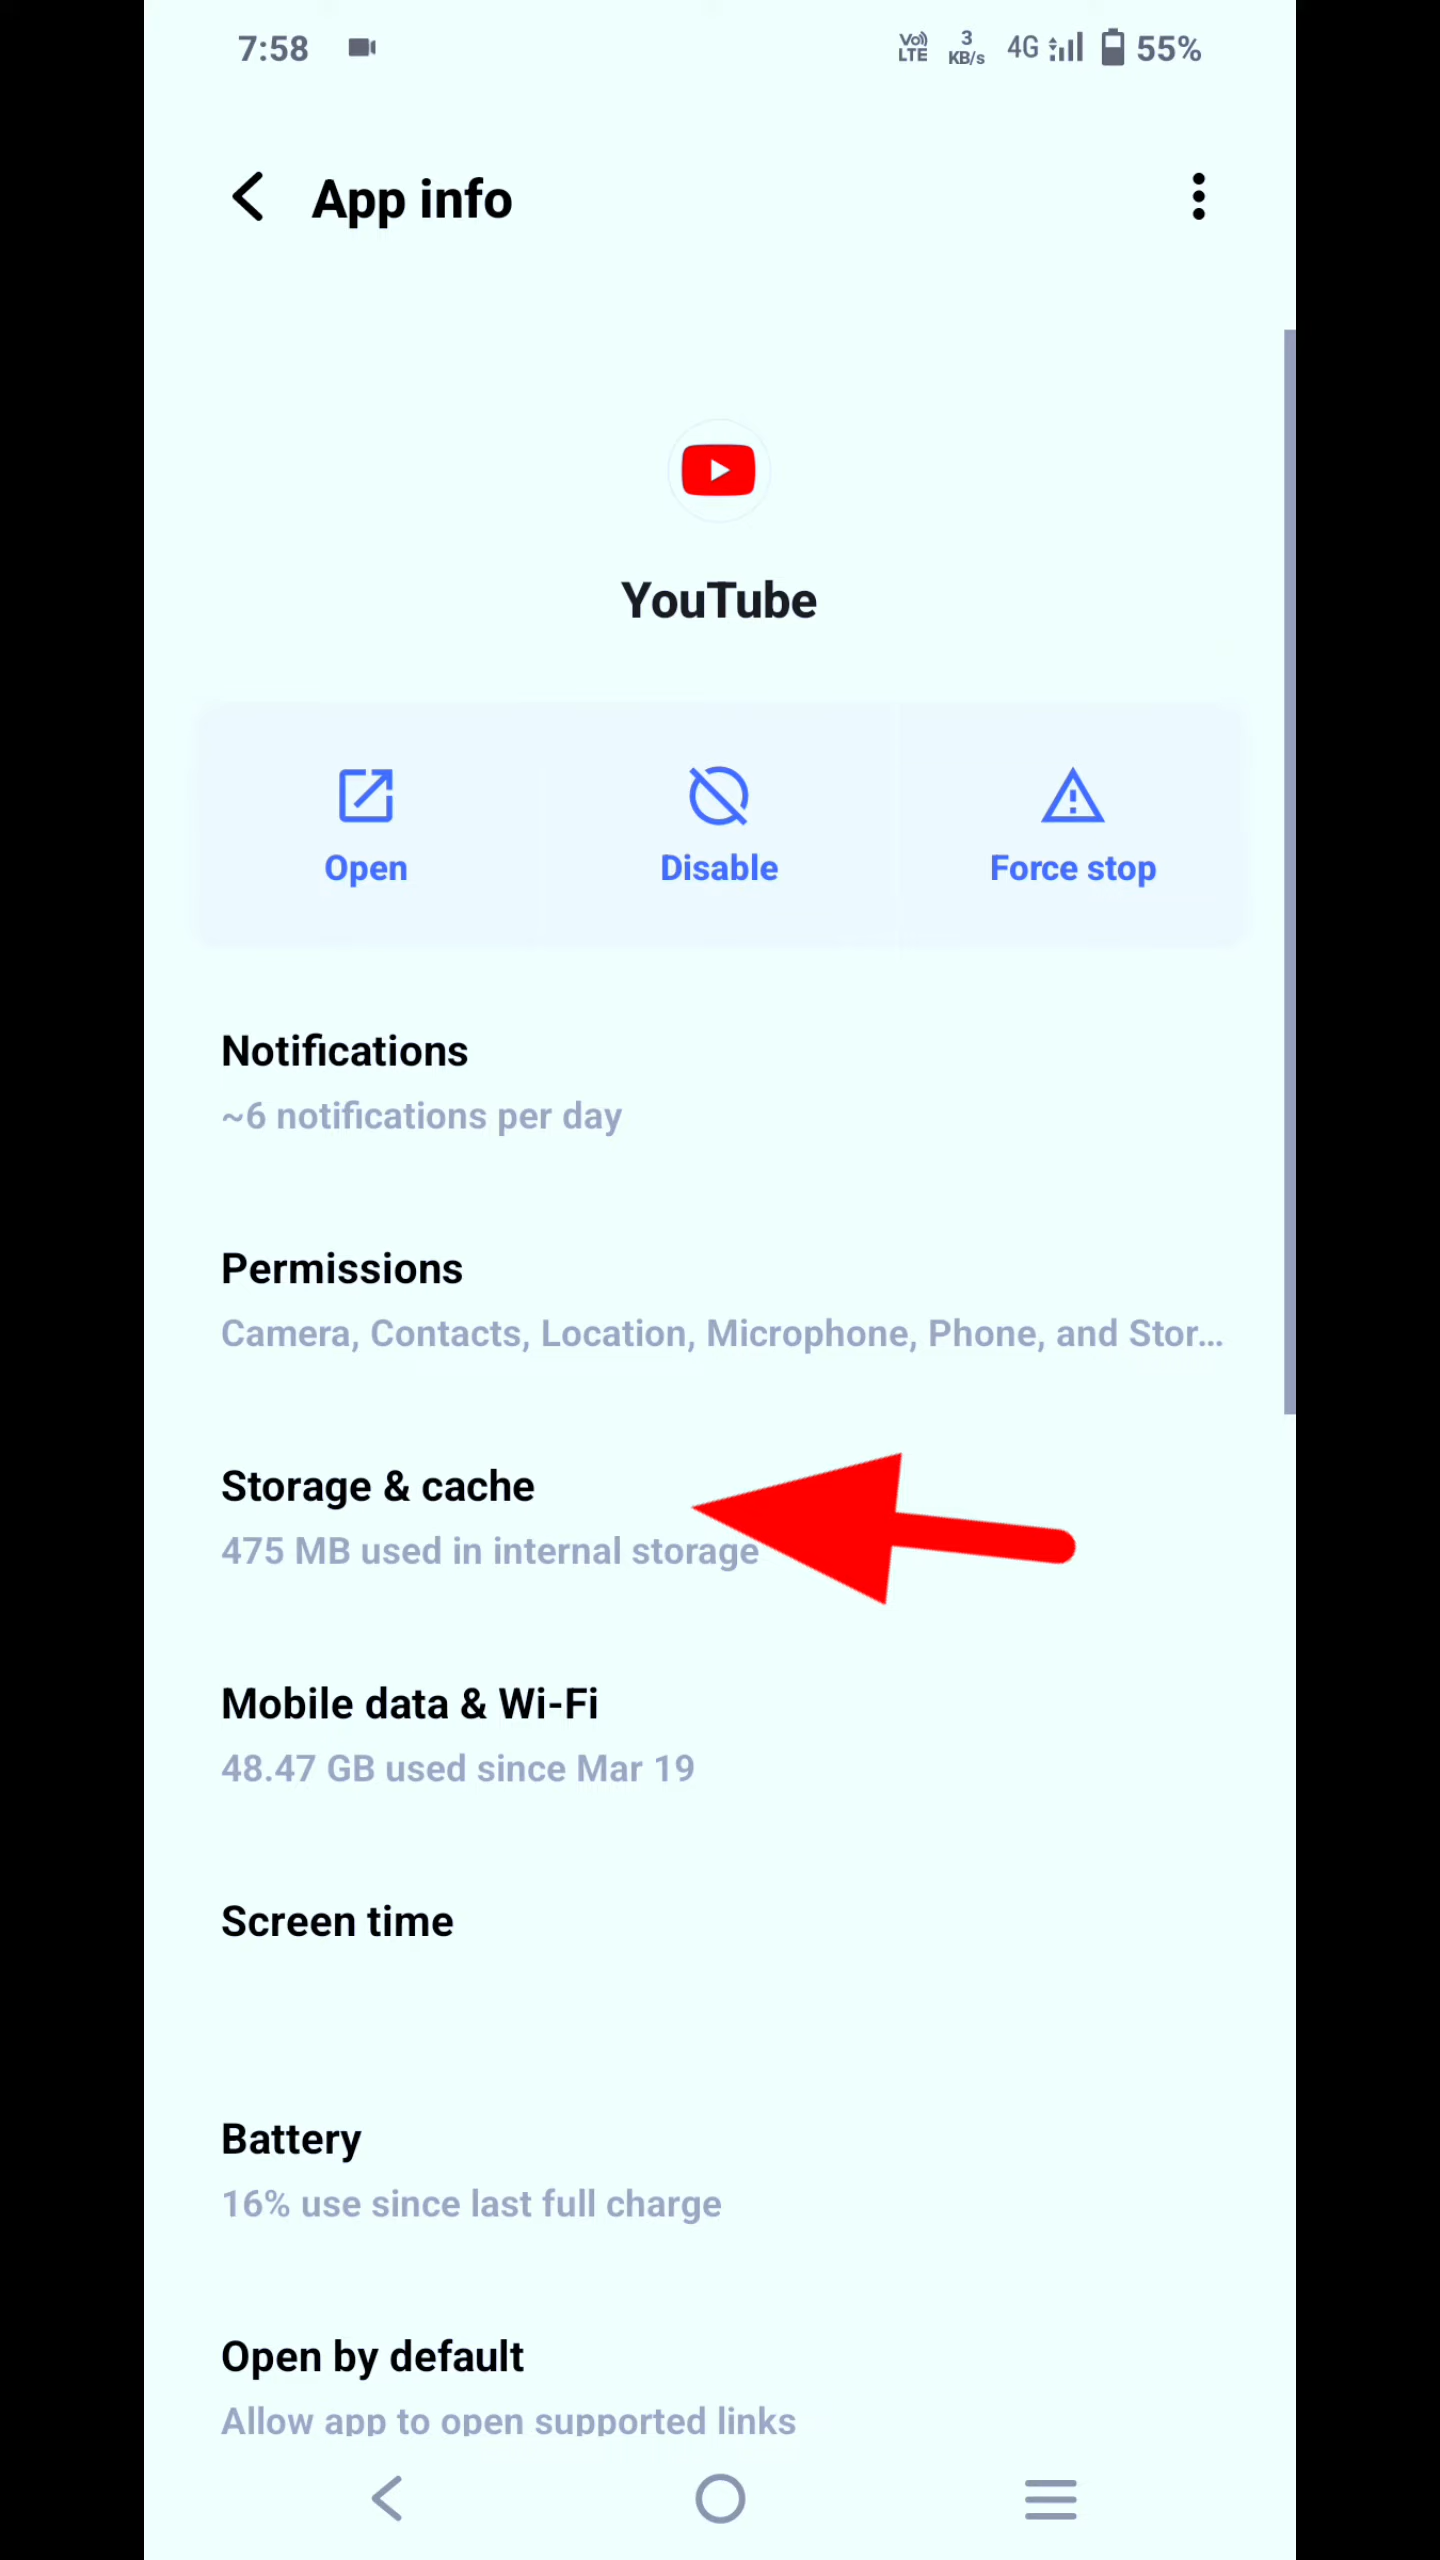 7:58
Vo) LTE
3 KB/s
4G
55%
App info
YouTube
Open
Disable
Force stop
Notifications
~6 notifications per day
Permissions
Camera, Contacts, Location, Microphone, Phone, and Stor...
Storage & cache
475 MB used in internal storage
Mobile data & Wi-Fi
48.47 GB used since Mar 19
Screen time
Battery
16% use since last full charge
Open by default
Allow app to open supported links